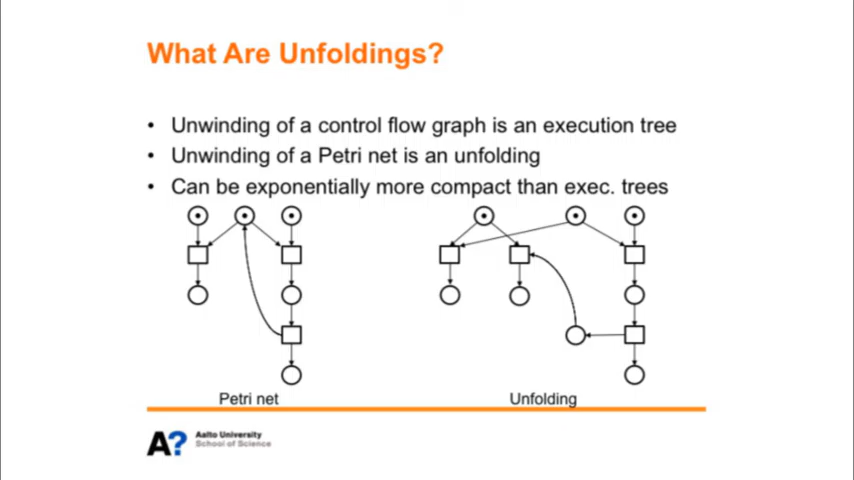 What Are Unfoldings?
• Unwinding of a control flow graph is an execution tree
• Unwinding of a Petri net is an unfolding
• Can be exponentially more compact than exec. trees
Petri net
Unfolding
A?
Aalto University
School of Science